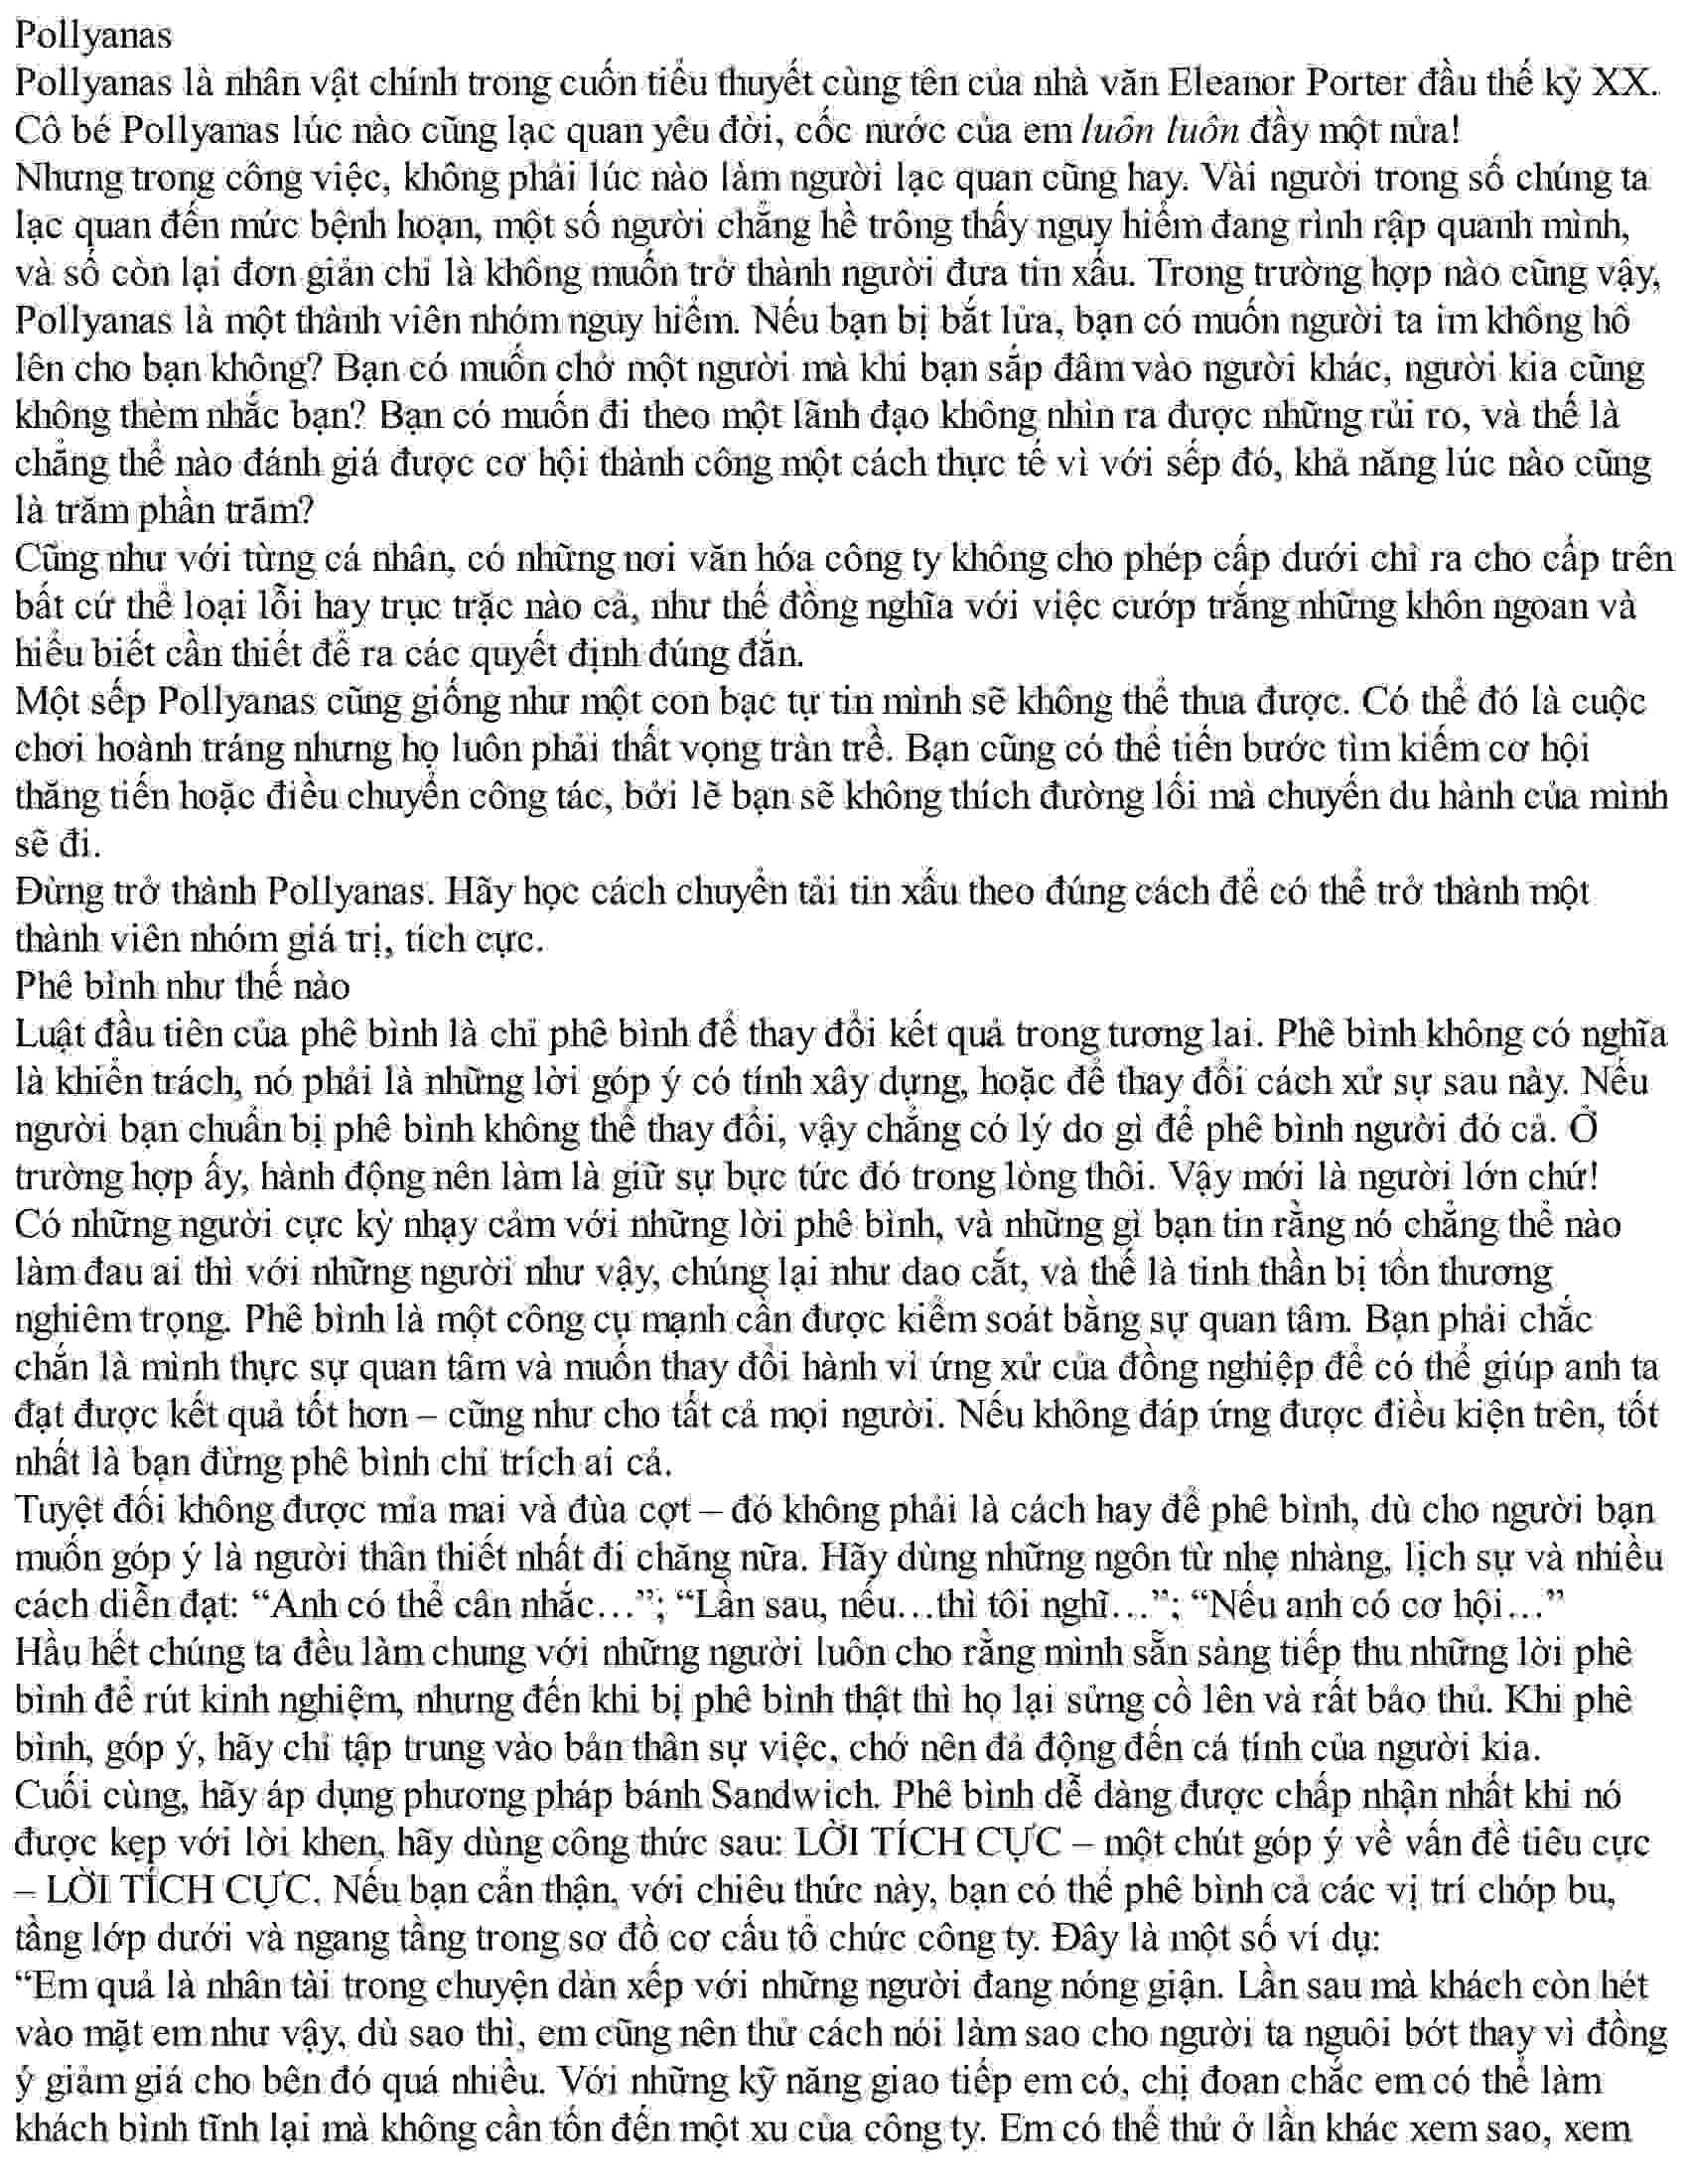 Pollyanas
Pollyanas là nhân vật chính trong cuốn tiểu thuyết cùng tên của nhà văn Eleanor Porter đầu thế kỷ XX.
Cô bé Pollyanas lúc nào cũng lạc quan yêu đời, cốc nước của em luôn luôn đầy một nửa!
Nhưng trong công việc, không phải lúc nào làm người lạc quan cũng hay. Vài người trong số chúng ta
lạc quan đến mức bệnh hoạn, một số người chẳng hề trông thấy nguy hiểm đang rình rập quanh mình,
và số còn lại đơn giản chỉ là không muốn trở thành người đưa tin xấu. Trong trường hợp nào cũng vậy,
Pollyanas là một thành viên nhóm nguy hiểm. Nếu bạn bị bắt lửa, bạn có muốn người ta im không hô
lên cho bạn không? Bạn có muốn chở một người mà khi bạn sắp đâm vào người khác, người kia cũng
không thèm nhắc bạn? Bạn có muốn đi theo một lãnh đạo không nhìn ra được những rủi ro, và thế là
chẳng thể nào đánh giá được cơ hội thành công một cách thực tế vì với sếp đó, khả năng lúc nào cũng
là trăm phần trăm?
Cũng như với từng cá nhân, có những nơi văn hóa công ty không cho phép cấp dưới chỉ ra cho cấp trên
bất cứ thể loại lỗi hay trục trặc nào cả, như thế đồng nghĩa với việc cướp trắng những khôn ngoan và
hiểu biết cần thiết để ra các quyết định đúng đắn.
Một sếp Pollyanas cũng giống như một con bạc tự tin mình sẽ không thể thua được. Có thể đó là cuộc
chơi hoành tráng nhưng họ luôn phải thất vọng tràn trề. Bạn cũng có thể tiến bước tìm kiếm cơ hội
thăng tiến hoặc điều chuyển công tác, bởi lẽ bạn sẽ không thích đường lối mà chuyến du hành của mình
sẽ đi.
Đừng trở thành Pollyanas. Hãy học cách chuyển tải tin xấu theo đúng cách để có thể trở thành một
thành viên nhóm giá trị, tích cực.
Phê bình như thế nào
Luật đầu tiên của phê bình là chỉ phê bình để thay đổi kết quả trong tương lai. Phê bình không có nghĩa
là khiển trách, nó phải là những lời góp ý có tính xây dựng, hoặc để thay đổi cách xử sự sau này. Nếu
người bạn chuẩn bị phê bình không thể thay đổi, vậy chẳng có lý do gì để phê bình người đó cả. Ở
trường hợp ấy, hành động nên làm là giữ sự bực tức đó trong lòng thôi. Vậy mới là người lớn chứ!
Có những người cực kỳ nhạy cảm với những lời phê bình, và những gì bạn tin rằng nó chẳng thể nào
làm đau ai thì với những người như vậy, chúng lại như dao cắt, và thế là tinh thần bị tổn thương
nghiêm trọng. Phê bình là một công cụ mạnh cần được kiểm soát bằng sự quan tâm. Bạn phải chắc
chắn là mình thực sự quan tâm và muốn thay đổi hành vi ứng xử của đồng nghiệp để có thể giúp anh ta
đạt được kết quả tốt hơn – cũng như cho tất cả mọi người. Nếu không đáp ứng được điều kiện trên, tốt
nhất là bạn đừng phê bình chỉ trích ai cả.
Tuyệt đối không được mỉa mai và đùa cợt – đó không phải là cách hay để phê bình, dù cho người bạn
muốn góp ý là người thân thiết nhất đi chăng nữa. Hãy dùng những ngôn từ nhẹ nhàng, lịch sự và nhiều
cách diễn đạt: “Anh có thể cân nhắc…”; “Lần sau, nếu…thì tôi nghĩ…”; “Nếu anh có cơ hội…”
Hầu hết chúng ta đều làm chung với những người luôn cho rằng mình sẵn sàng tiếp thu những lời phê
bình để rút kinh nghiệm, nhưng đến khi bị phê bình thật thì họ lại sửng cồ lên và rất bảo thủ. Khi phê
bình, góp ý, hãy chỉ tập trung vào bản thân sự việc, chớ nên đả động đến cá tính của người kia.
Cuối cùng, hãy áp dụng phương pháp bánh Sandwich. Phê bình dễ dàng được chấp nhận nhất khi nó
được kẹp với lời khen, hãy dùng công thức sau: LỜI TÍCH CỰC – một chút góp ý về vấn đề tiêu cực
– LỜI TÍCH CỰC. Nếu bạn cẩn thận, với chiêu thức này, bạn có thể phê bình cả các vị trí chóp bu,
tầng lớp dưới và ngang tầng trong sơ đồ cơ cấu tổ chức công ty. Đây là một số ví dụ:
“Em quả là nhân tài trong chuyện dàn xếp với những người đang nóng giận. Lần sau mà khách còn hét
vào mặt em như vậy, dù sao thì, em cũng nên thử cách nói làm sao cho người ta nguôi bớt thay vì đồng
ý giảm giá cho bên đó quá nhiều. Với những kỹ năng giao tiếp em có, chị đoan chắc em có thể làm
khách bình tĩnh lại mà không cần tốn đến một xu của công ty. Em có thể thử ở lần khác xem sao, xem